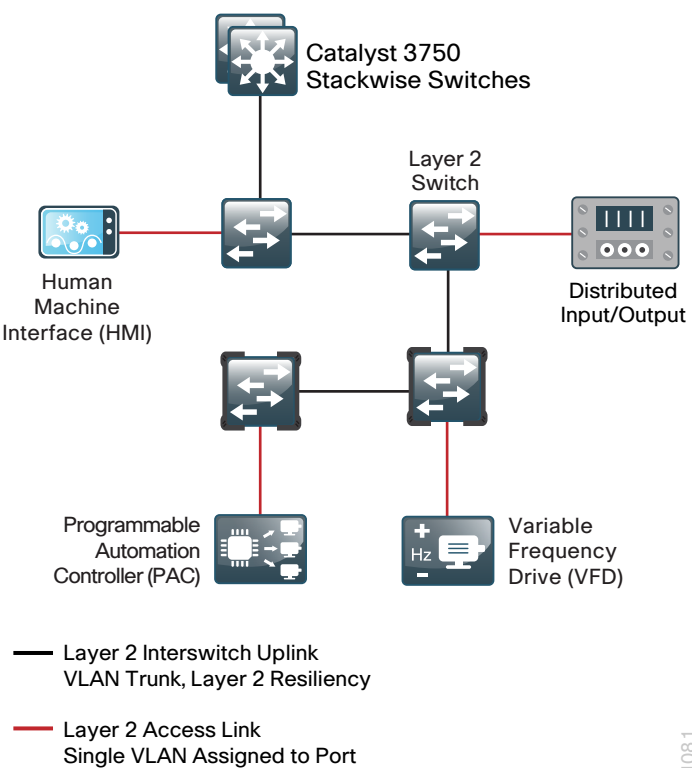 Catalyst 3750
Stackwise Switches
Layer 2
Switch
Human
Machine
Interface (HMI)
Distributed
Input/Output
Programmable
Automation
Controller (PAC)
Hz
Variable
Frequency
Drive (VFD)
Layer 2 Interswitch Uplink
VLAN Trunk, Layer 2 Resiliency
Layer 2 Access Link
Single VLAN Assigned to Port